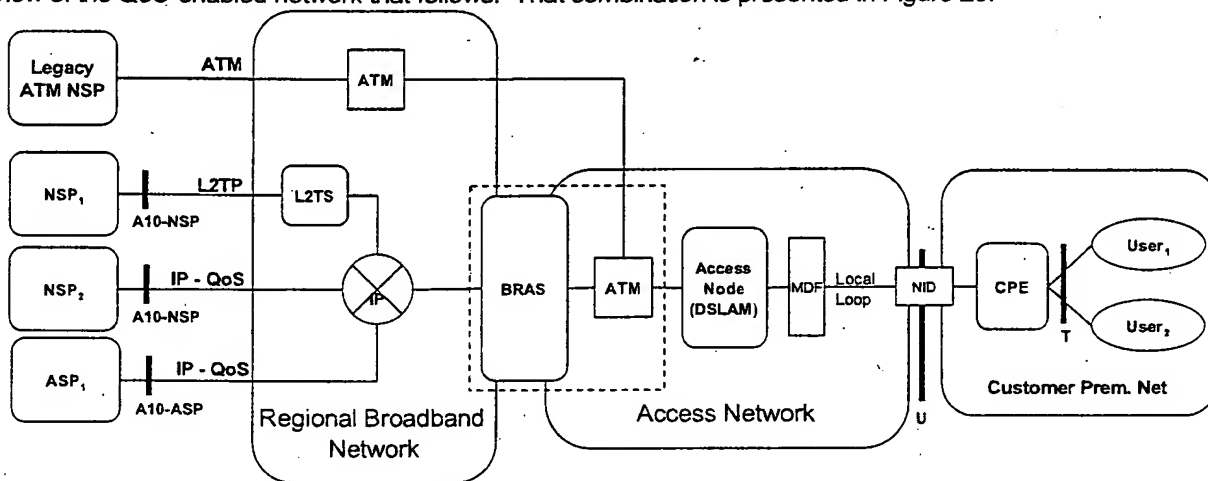 of the QoS-enabled network that follows. That combination is presented in Figure
Legacy
ATM NSP
ATM
ATM
NSP1
A10-NSP
L2TP
L2TS
NSP2
A10-NSP
IP - QoS
IP
ASP1
A10-ASP
IP - QoS
Regional Broadband
Network
BRAS
ATM
Access
Node
(DSLAM)
MDF
Local
Loop
Access Network
NID
U
CPE
T
User1
User2
Customer Prem. Net